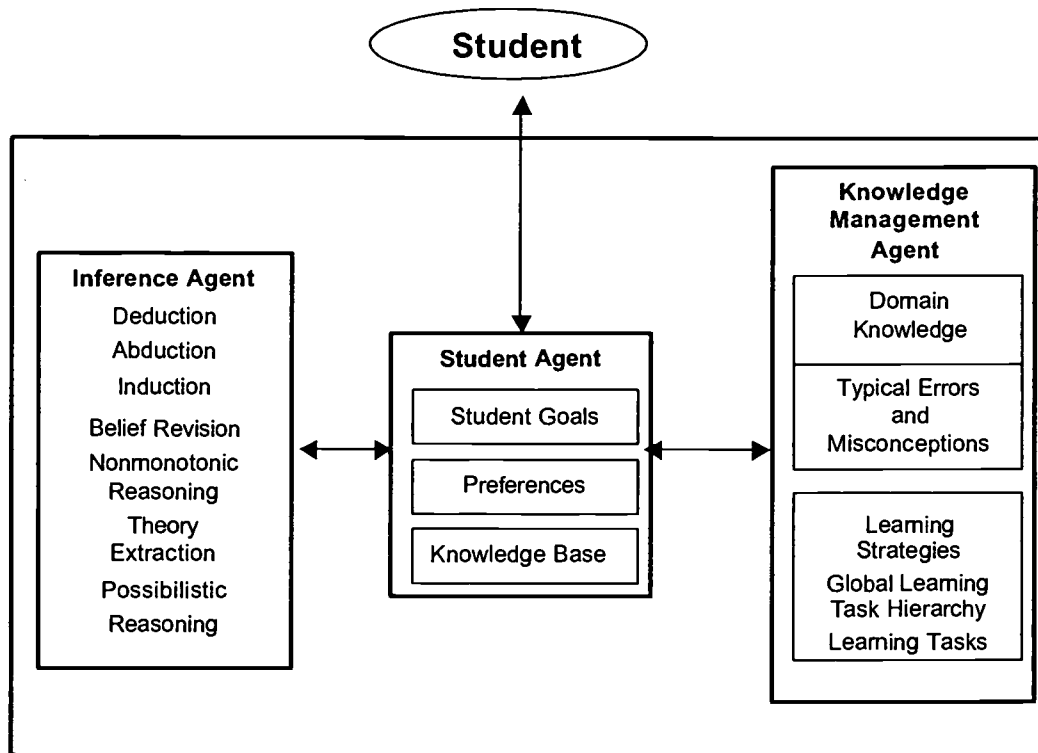 Student
Inference Agent
Deduction
Abduction
Induction
Belief Revision
Nonmonotonic
Reasoning
Theory
Extraction
Possibilistic
Reasoning
Student Agent
Student Goals
Preferences
Knowledge Base
Knowledge
Management
Agent
Domain
Knowledge
Typical Errors
and
Misconceptions
Learning
Strategies
Global Learning
Task Hierarchy
Learning Tasks